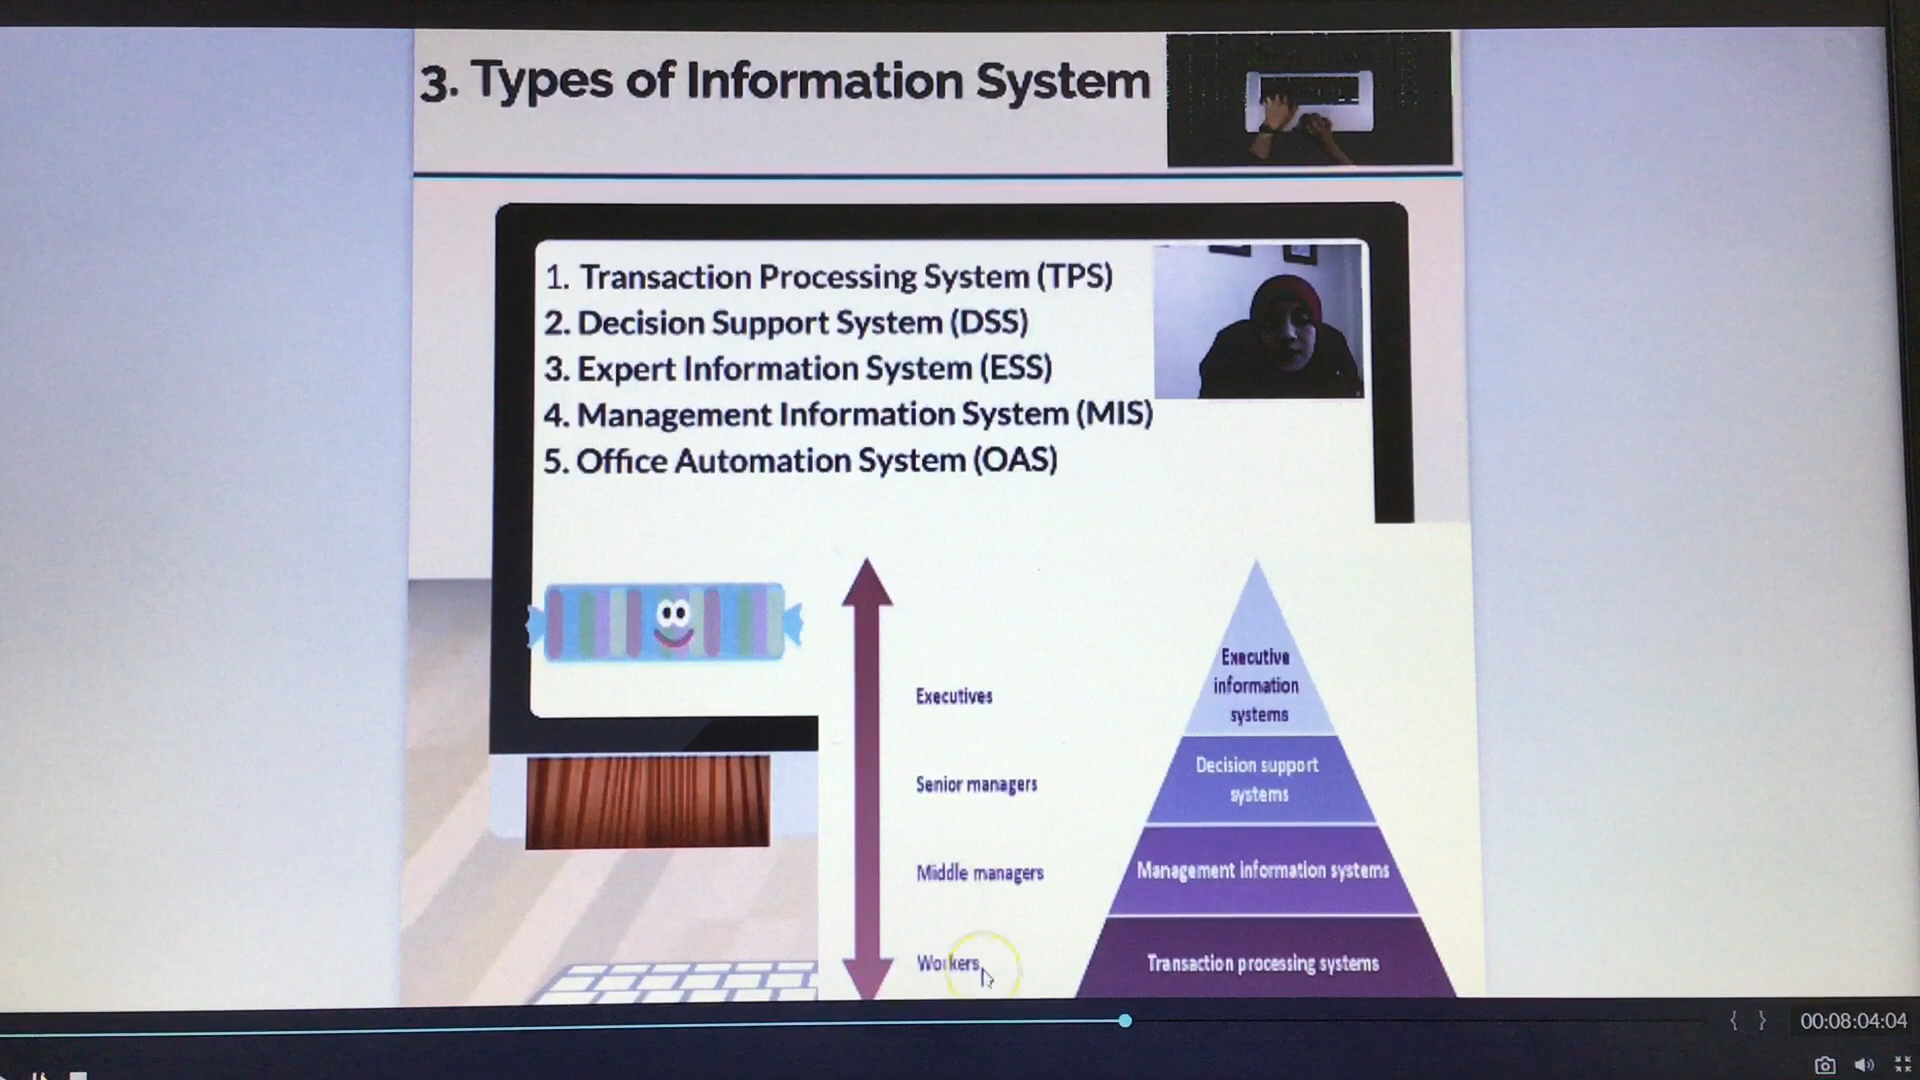 3. Types of Information System
1. Transaction Processing System (TPS)
2. Decision Support System (DSS)
3. Expert Information System (ESS)
4. Management Information System (MIS)
5. Office Automation System (OAS)
Executives
Senior managers
Middle managers
Workers
Executive
information
systems
Decision support
systems
Management information systems
Transaction processing systems
{ } 00:08:04:04